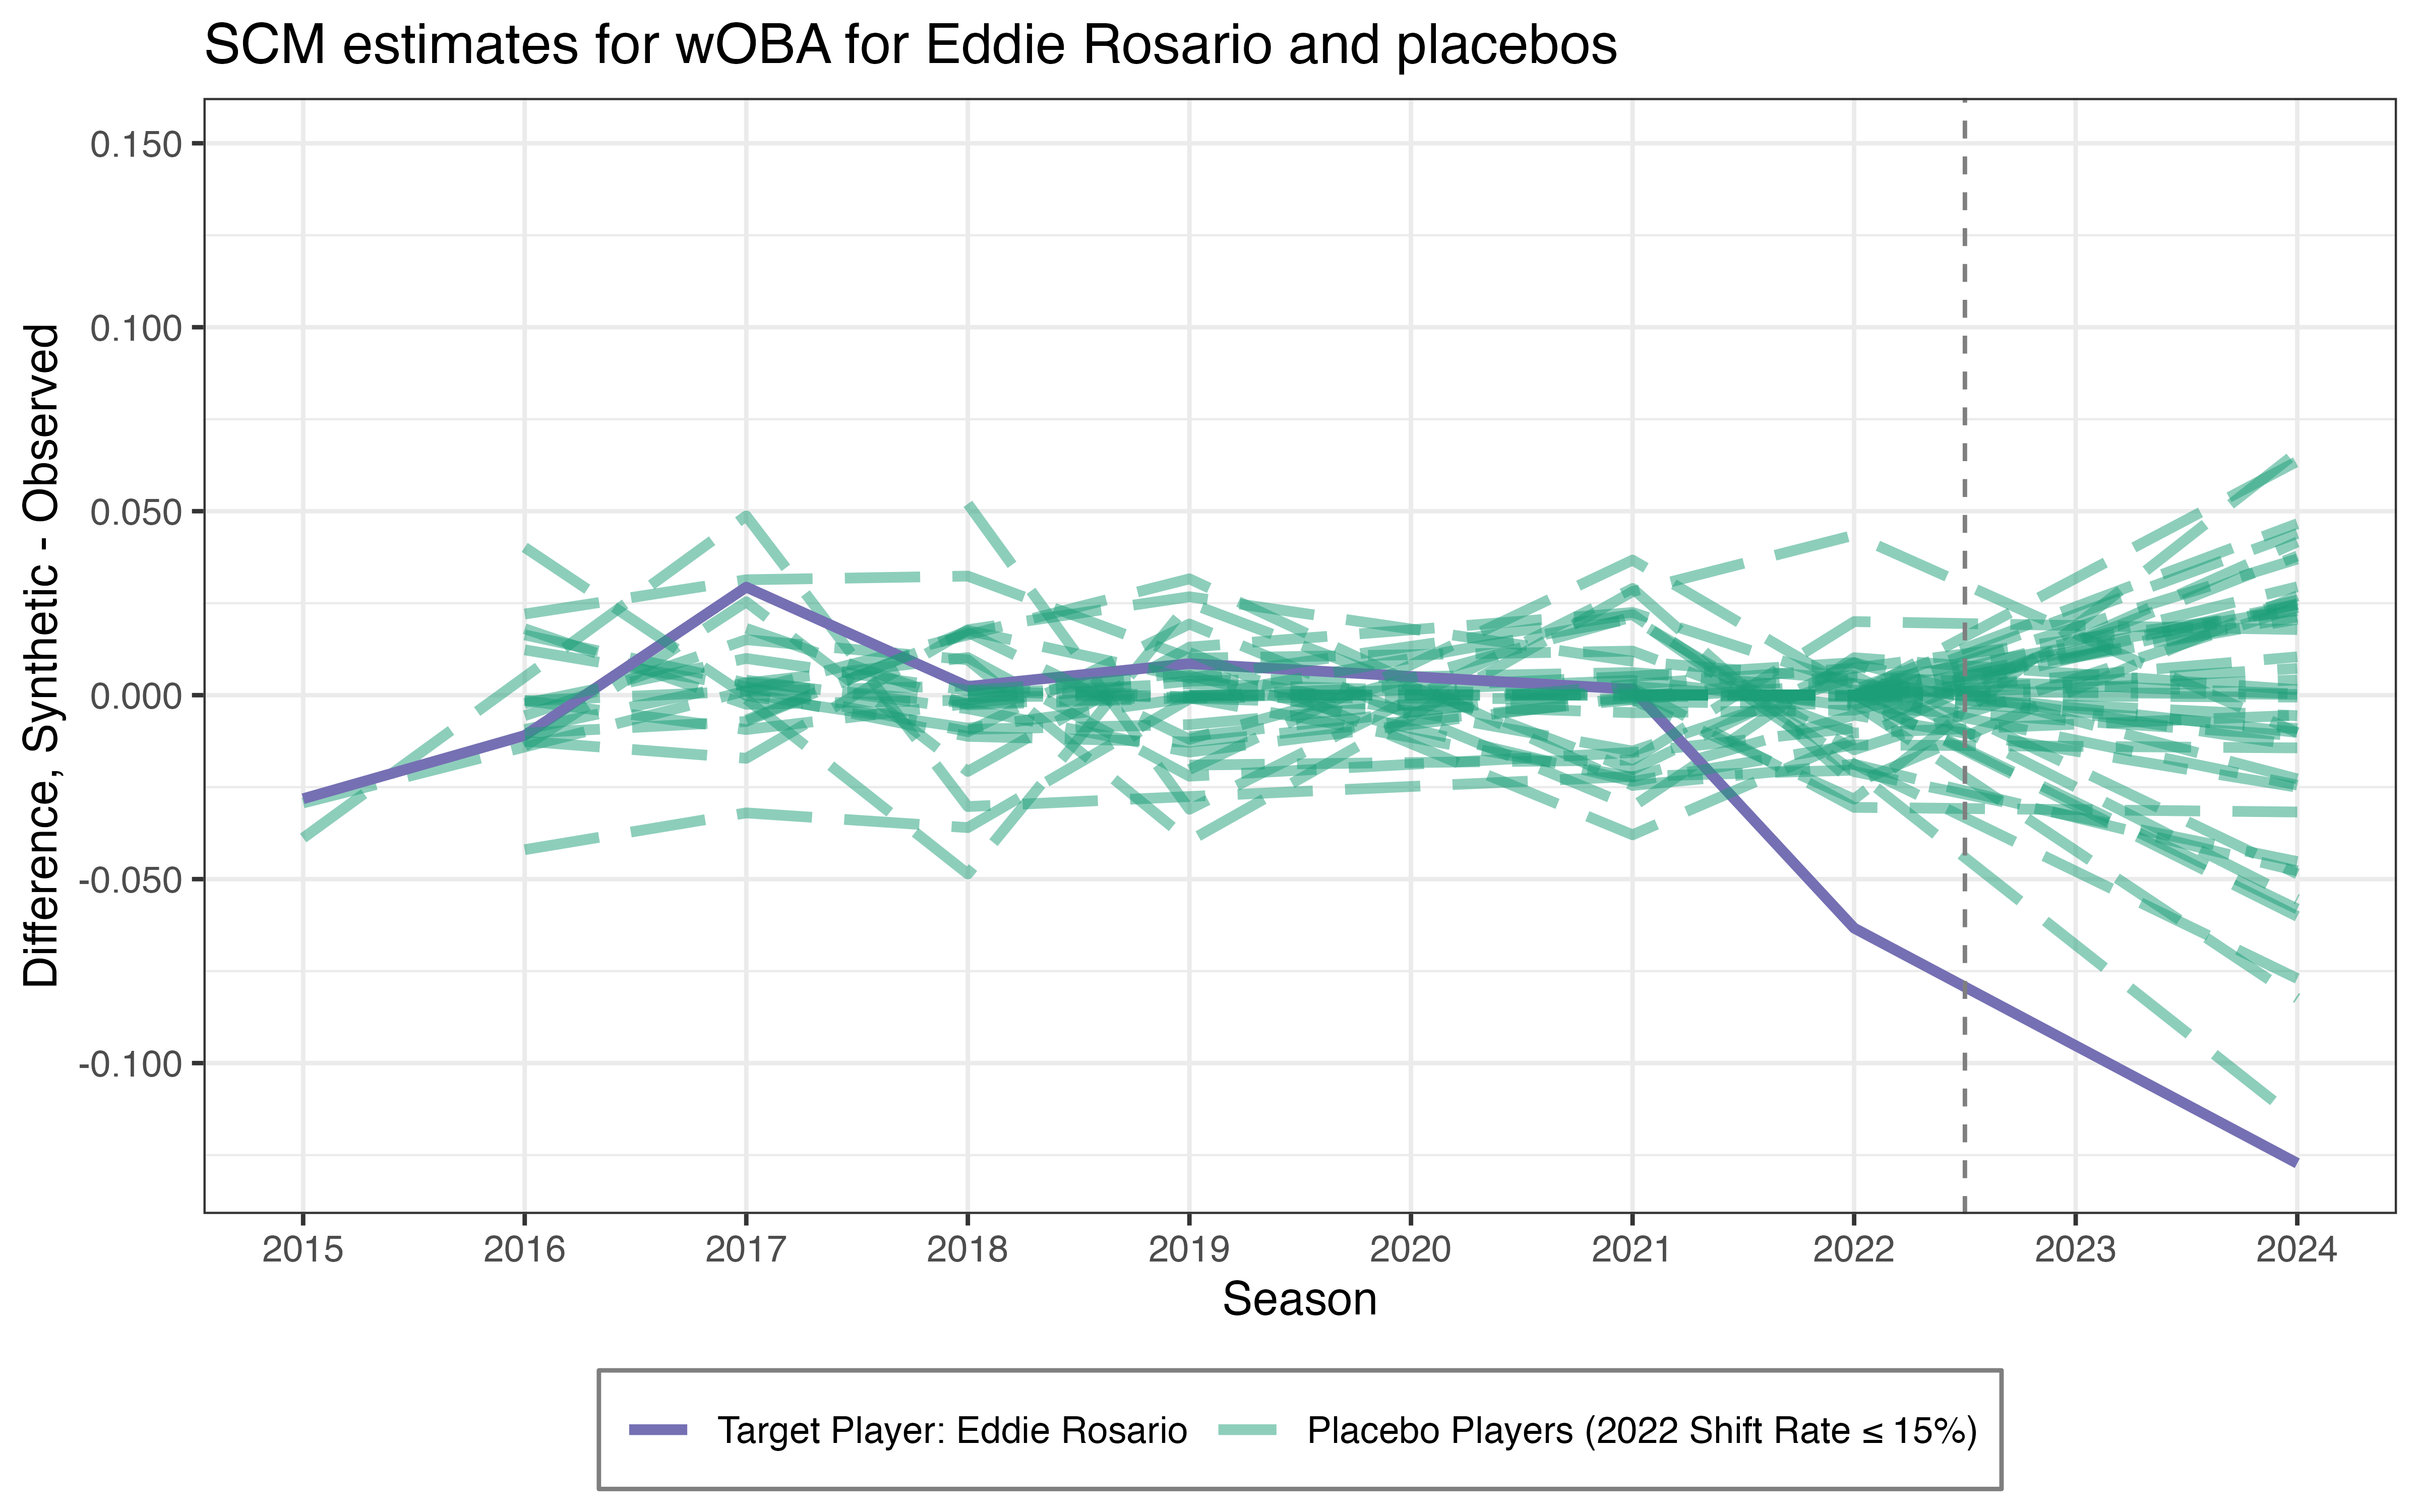 SCM estimates for wOBA for Eddie Rosario and placebos
Difference, Synthetic - Observed
0.150
0.100
0.050
0.000
-0.050
-0.100
2015 2016 2017 2018 2019 2020 2021 2022 2023 2024
Season
Target Player: Eddie Rosario Placebo Players (2022 Shift Rate ≤ 15%)